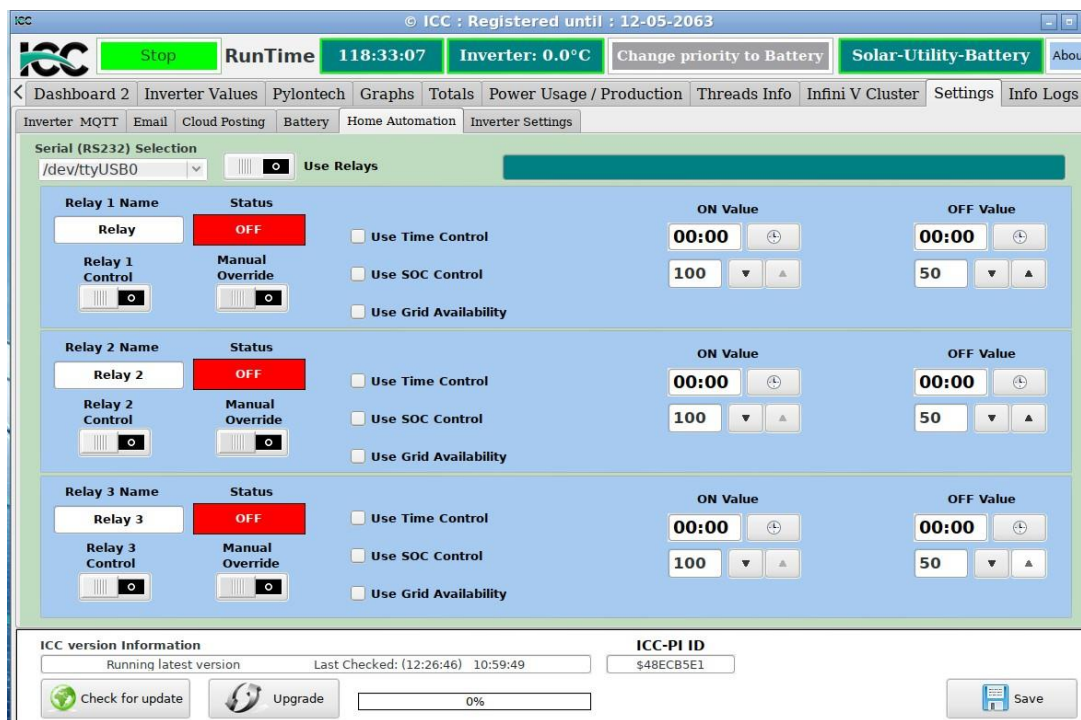 ICC © ICC : Registered until : 12-05-2063
ICC Stop RunTime 118:33:07 Inverter: 0.0°C Change priority to Battery Solar-Utility-Battery Abou
Dashboard 2 Inverter Values Pylontech Graphs Totals Power Usage / Production Threads Info Infini V Cluster Settings Info Logs
Inverter MQTT Email Cloud Posting Battery Home Automation Inverter Settings
Serial (RS232) Selection
/dev/ttyUSB0 Use Relays
Relay 1 Name Status ON Value OFF Value
Relay OFF Use Time Control 00:00 00:00
Relay 1 Control Manual Override Use SOC Control 100 50
Use Grid Availability
Relay 2 Name Status ON Value OFF Value
Relay 2 OFF Use Time Control 00:00 00:00
Relay 2 Control Manual Override Use SOC Control 100 50
Use Grid Availability
Relay 3 Name Status ON Value OFF Value
Relay 3 OFF Use Time Control 00:00 00:00
Relay 3 Control Manual Override Use SOC Control 100 50
Use Grid Availability
ICC version Information ICC-PI ID
Running latest version Last Checked: (12:26:46) 10:59:49 $48ECB5E1
Check for update Upgrade 0% Save